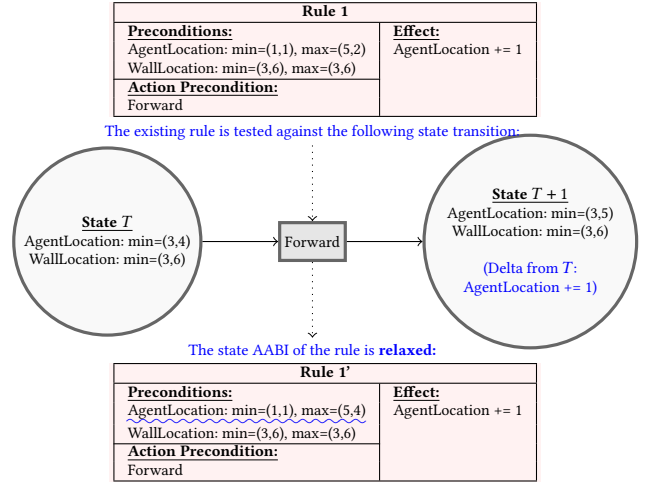 Rule 1
Preconditions:
AgentLocation: min=(1,1), max=(5,2)
WallLocation: min=(3,6), max=(3,6)
Action Precondition:
Forward
Effect:
AgentLocation += 1
The existing rule is tested against the following state transition:
State T
AgentLocation: min=(3,4)
WallLocation: min=(3,6)
Forward
State T + 1
AgentLocation: min=(3,5)
WallLocation: min=(3,6)
(Delta from T:
AgentLocation += 1)
The state AABI of the rule is relaxed:
Rule 1’
Preconditions:
AgentLocation: min=(1,1), max=(5,4)
WallLocation: min=(3,6), max=(3,6)
Action Precondition:
Forward
Effect:
AgentLocation += 1